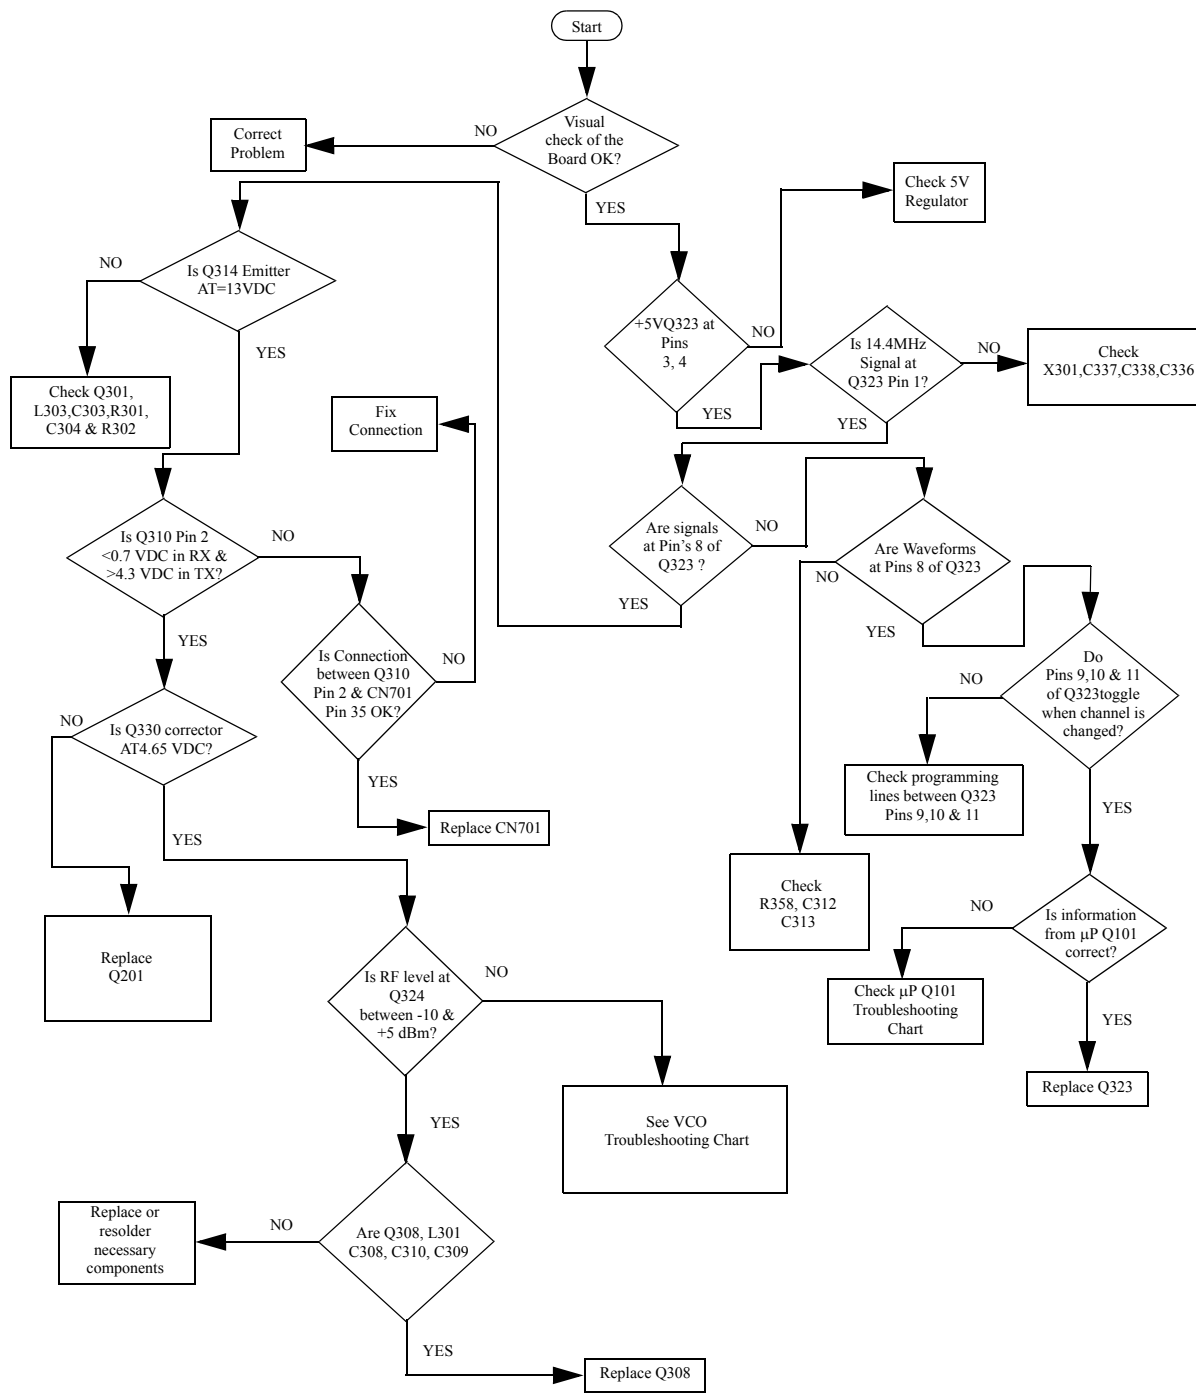 Start
Visual
check of the
Board OK?
NO
Correct
Problem
YES
Check 5V
Regulator
NO
Is Q314 Emitter
AT=13VDC
YES
+5VQ323 at
Pins
3, 4
NO
YES
Is 14.4MHz
Signal at
Q323 Pin 1?
NO
Check
X301,C337,C338,C336
YES
Check Q301,
L303,C303,R301,
C304 & R302
Fix
Connection
Is Q310 Pin 2
<0.7 VDC in RX &
>4.3 VDC in TX?
NO
YES
Are signals
at Pin's 8 of
Q323 ?
NO
YES
Are Waveforms
at Pins 8 of Q323
NO
YES
Is Connection
between Q310
Pin 2 & CN701
Pin 35 OK?
NO
YES
Do
Pins 9,10 & 11
of Q323toggle
when channel is
changed?
NO
YES
Is Q330 corrector
AT4.65 VDC?
NO
YES
Replace CN701
Check programming
lines between Q323
Pins 9,10 & 11
Check
R358, C312
C313
Is information
from µP Q101
correct?
NO
YES
Replace
Q201
Is RF level at
Q324
between -10 &
+5 dBm?
NO
YES
Check µP Q101
Troubleshooting
Chart
Replace Q323
See VCO
Troubleshooting Chart
Are Q308, L301
C308, C310, C309
NO
Replace or
resolder
necessary
components
YES
Replace Q308